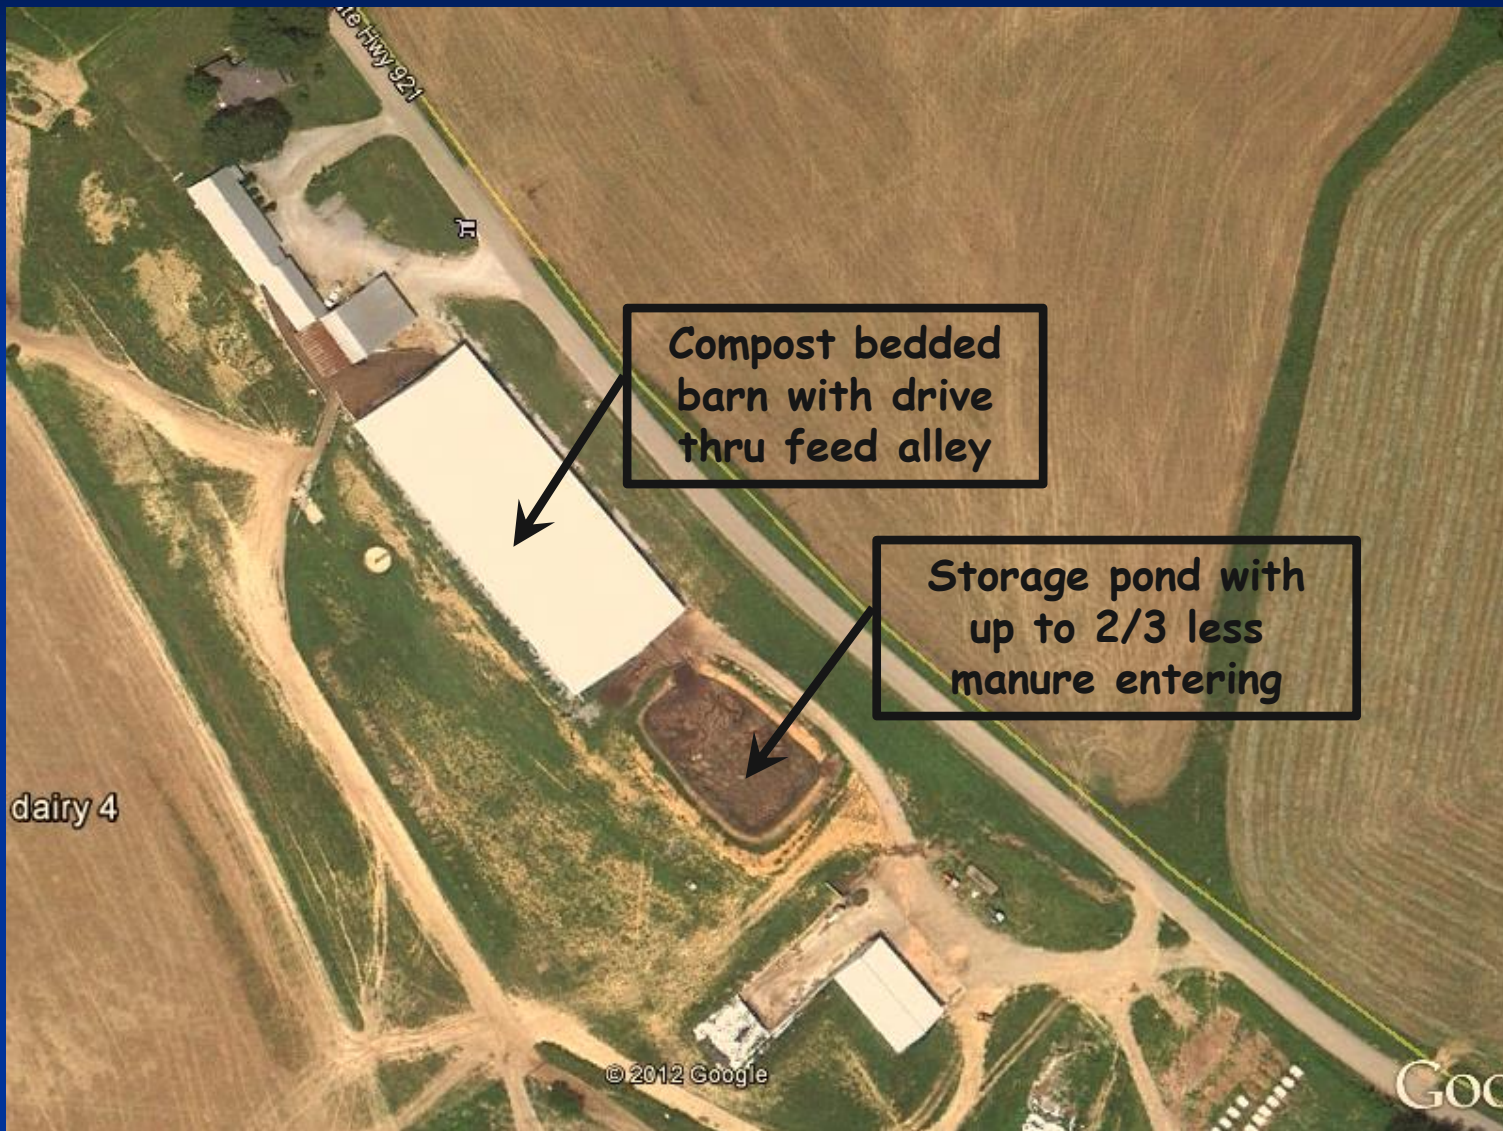 te Hwy 921
Compost bedded
barn with drive
thru feed alley
Storage pond with
up to 2/3 less
manure entering
dairy 4
© 2012 Google
Goo